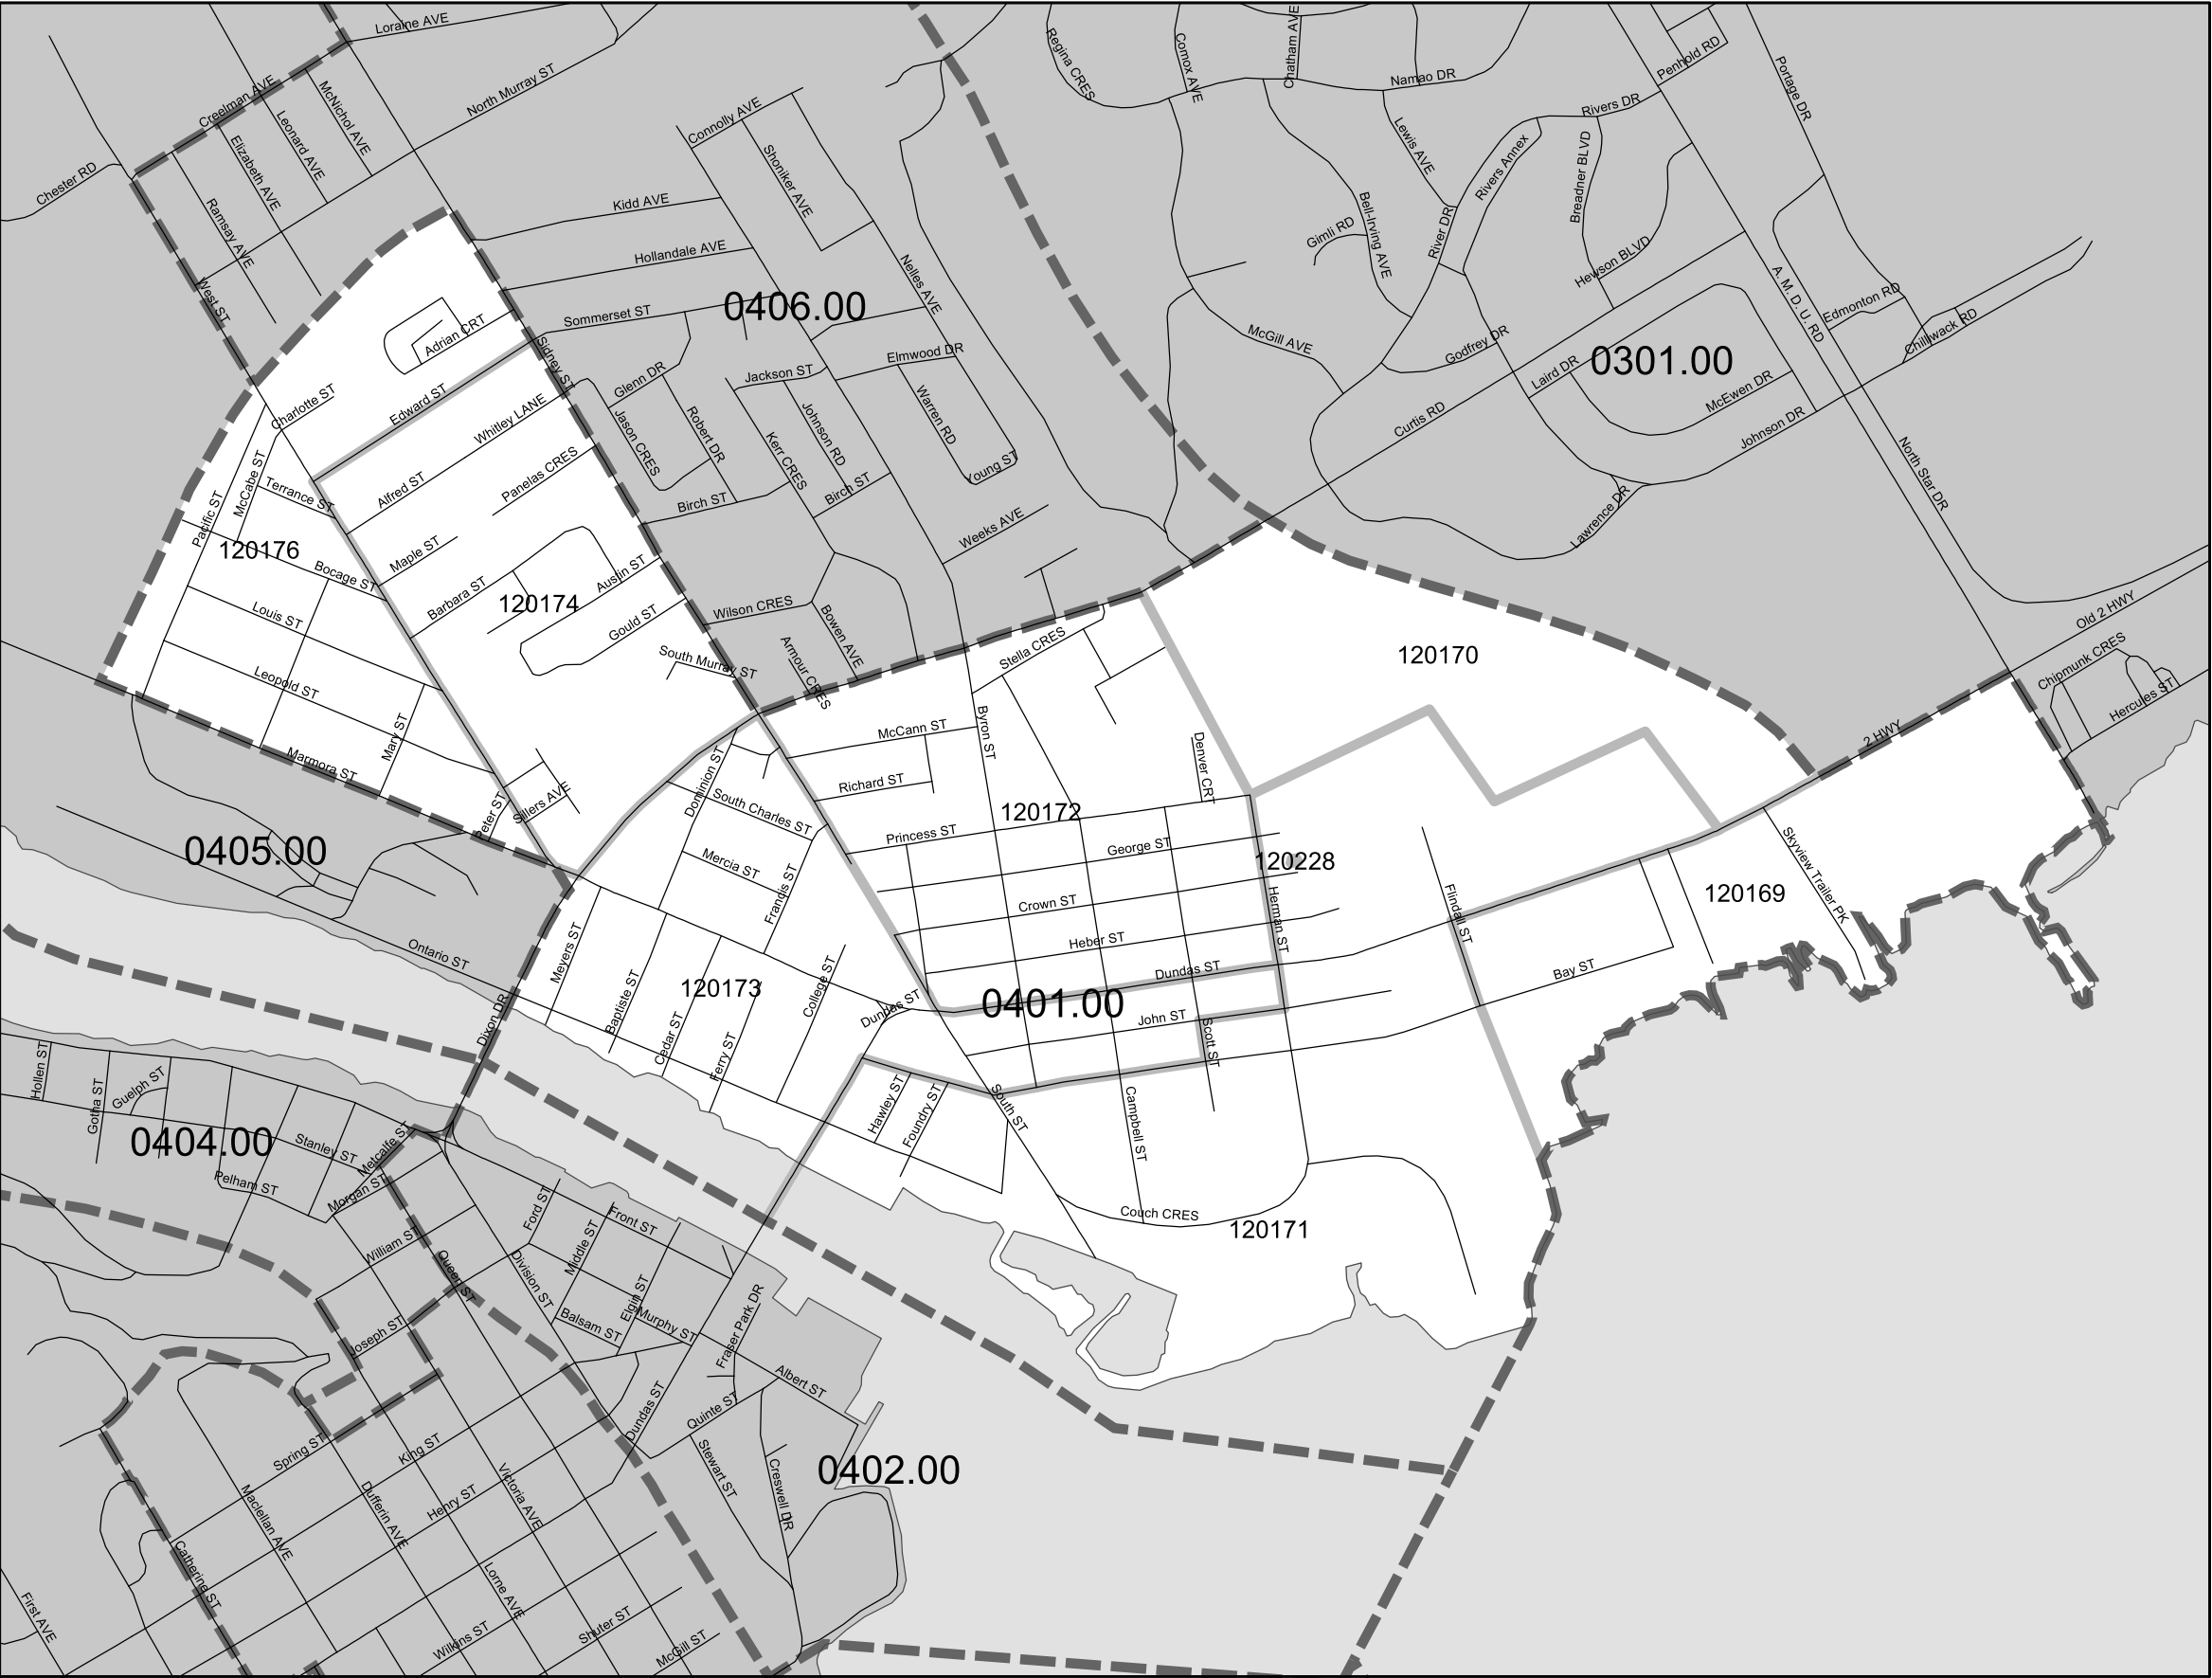 Loraine AVE
Creelman AVE
McNichol AVE
Leonard AVE
Elizabeth AVE
Ramsay AVE
North Murray ST
Chester RD
West ST
Connolly AVE
Shoniker AVE
Kidd AVE
Hollandale AVE
Sommerset ST
0406.00
Nelles AVE
Sidney ST
Elmwood DR
Glenn DR
Jackson ST
Jason CRES
Robert DR
Johnson RD
Kerr CRES
Warren RD
Young ST
Birch ST
Birch ST
Weeks AVE
Wilson CRES
Bowen AVE
Armour CRES
South Murray ST
Regina CRES
Comox AVE
Chatham AVE
Namao DR
Penhold RD
Portage DR
Rivers DR
Lewis AVE
Rivers Annex
Breadner BLVD
Bell-Irving AVE
Gimli RD
River DR
Hewson BLVD
A. M. D. U. RD
Edmonton RD
Chilliwack RD
McGill AVE
Godfrey DR
Laird DR
0301.00
McEwen DR
Johnson DR
Curtis RD
Lawrence DR
North Star DR
Old 2 HWY
Chipmunk CRES
Hercules ST
2 HWY
Adrian CRT
Charlotte ST
Edward ST
Whitley LANE
Alfred ST
Panelas CRES
McCabe ST
Terrance ST
Pacific ST
120176
Maple ST
Bocage ST
Barbara ST
Austin ST
120174
Gould ST
Louis ST
Leopold ST
Mary ST
Marmora ST
Peter ST
Sillers AVE
0405.00
Ontario ST
Stella CRES
120170
McCann ST
Byron ST
Denver CRT
Richard ST
120172
Princess ST
George ST
120228
Crown ST
Herman ST
Heber ST
Dundas ST
0401.00
John ST
Scott ST
Flindall ST
Bay ST
120169
Skyview Trailer PK
Dominion ST
South Charles ST
Mercia ST
Francis ST
Meyers ST
Baptiste ST
120173
Cedar ST
Ferry ST
College ST
Dundas ST
Dixon DR
Hawley ST
Foundry ST
South ST
Campbell ST
Couch CRES
120171
Hollen ST
Gotha ST
Guelph ST
0404.00
Stanley ST
Metcalfe ST
Pelham ST
Morgan ST
William ST
Queen ST
Joseph ST
Ford ST
Front ST
Middle ST
Division ST
Elgin ST
Balsam ST
Murphy ST
Fraser Park DR
Albert ST
Dundas ST
Quinte ST
Stewart ST
Creswell DR
0402.00
Spring ST
King ST
Maclellan AVE
Dufferin AVE
Henry ST
Victoria AVE
Catherine ST
Lorne AVE
First AVE
Wilkins ST
Shuter ST
McGill ST